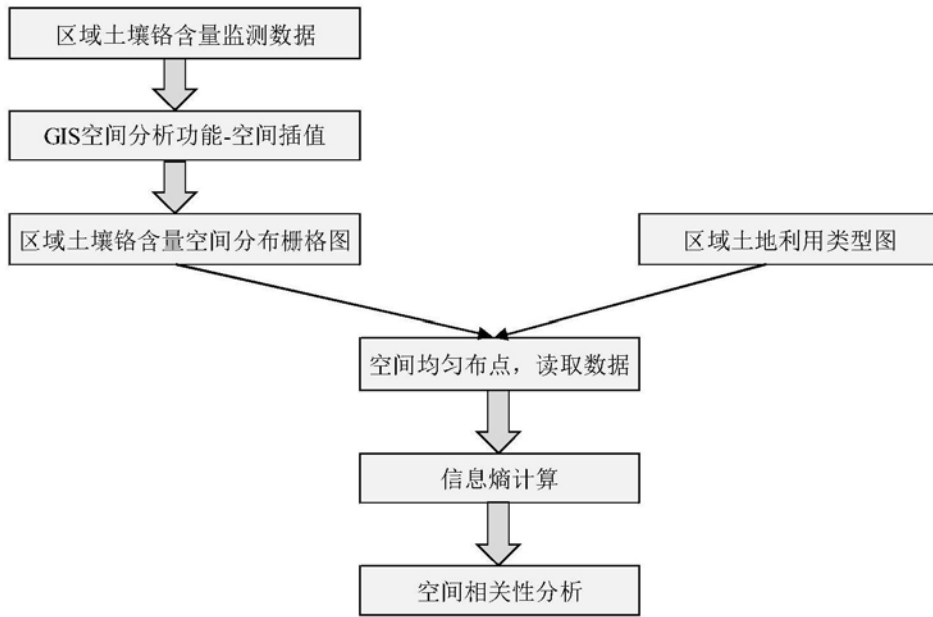 区域土壤铬含量监测数据
GIS空间分析功能-空间插值
区域土壤铬含量空间分布栅格图
区域土地利用类型图
空间均匀布点，读取数据
信息熵计算
空间相关性分析